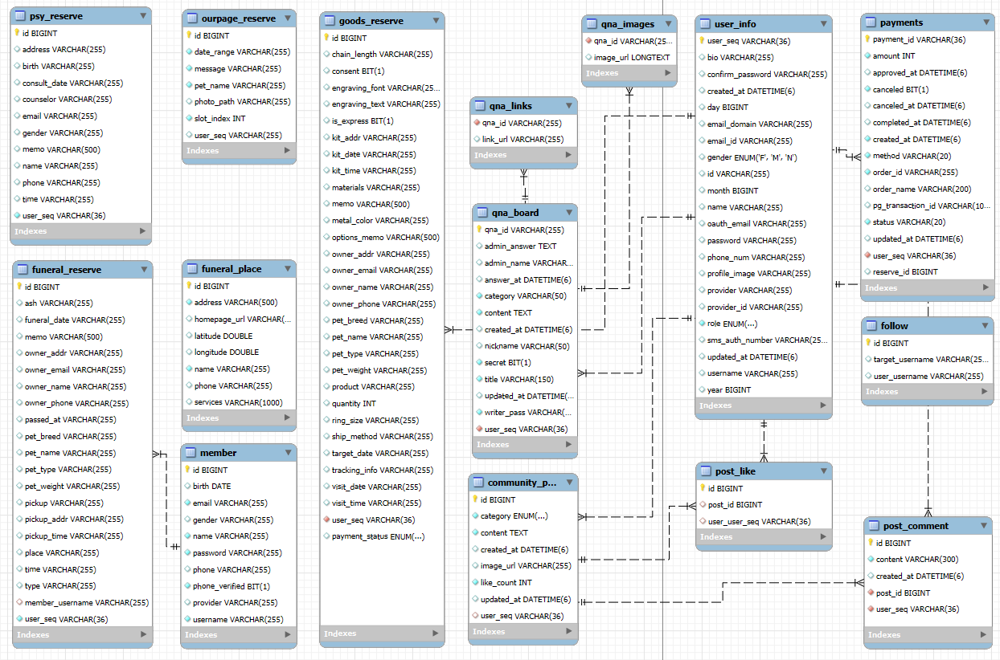 psy_reserve
id BIGINT
address VARCHAR(255)
birth VARCHAR(255)
consult_date VARCHAR(255)
counselor VARCHAR(255)
email VARCHAR(255)
gender VARCHAR(255)
memo VARCHAR(500)
name VARCHAR(255)
phone VARCHAR(255)
time VARCHAR(255)
user_seq VARCHAR(36)
Indexes
funeral_reserve
id BIGINT
ash VARCHAR(255)
funeral_date VARCHAR(255)
memo VARCHAR(500)
owner_addr VARCHAR(255)
owner_email VARCHAR(255)
owner_name VARCHAR(255)
owner_phone VARCHAR(255)
passed_at VARCHAR(255)
pet_breed VARCHAR(255)
pet_name VARCHAR(255)
pet_type VARCHAR(255)
pet_weight VARCHAR(255)
pickup VARCHAR(255)
pickup_addr VARCHAR(255)
pickup_time VARCHAR(255)
place VARCHAR(255)
time VARCHAR(255)
type VARCHAR(255)
member_username VARCHAR(255)
user_seq VARCHAR(36)
Indexes
ourpage_reserve
id BIGINT
date_range VARCHAR(255)
message VARCHAR(255)
pet_name VARCHAR(255)
photo_path VARCHAR(255)
slot_index INT
user_seq VARCHAR(255)
Indexes
funeral_place
id BIGINT
address VARCHAR(500)
homepage_url VARCHAR(...
latitude DOUBLE
longitude DOUBLE
name VARCHAR(255)
phone VARCHAR(255)
services VARCHAR(1000)
Indexes
member
id BIGINT
birth DATE
email VARCHAR(255)
gender VARCHAR(255)
name VARCHAR(255)
password VARCHAR(255)
phone VARCHAR(255)
phone_verified BIT(1)
provider VARCHAR(255)
username VARCHAR(255)
Indexes
goods_reserve
id BIGINT
chain_length VARCHAR(255)
consent BIT(1)
engraving_font VARCHAR(25...
engraving_text VARCHAR(255)
is_express BIT(1)
kit_addr VARCHAR(255)
kit_date VARCHAR(255)
kit_time VARCHAR(255)
materials VARCHAR(255)
memo VARCHAR(500)
metal_color VARCHAR(255)
options_memo VARCHAR(500)
owner_addr VARCHAR(255)
owner_email VARCHAR(255)
owner_name VARCHAR(255)
owner_phone VARCHAR(255)
pet_breed VARCHAR(255)
pet_name VARCHAR(255)
pet_type VARCHAR(255)
pet_weight VARCHAR(255)
product VARCHAR(255)
quantity INT
ring_size VARCHAR(255)
ship_method VARCHAR(255)
target_date VARCHAR(255)
tracking_info VARCHAR(255)
visit_date VARCHAR(255)
visit_time VARCHAR(255)
user_seq VARCHAR(36)
payment_status ENUM(...)
Indexes
qna_links
qna_id VARCHAR(255)
link_url VARCHAR(255)
Indexes
qna_board
qna_id VARCHAR(255)
admin_answer TEXT
admin_name VARCHAR...
answer_at DATETIME(6)
category VARCHAR(50)
content TEXT
created_at DATETIME(6)
nickname VARCHAR(50)
secret BIT(1)
title VARCHAR(150)
updated_at DATETIME(...
writer_pass VARCHAR(...
user_seq VARCHAR(36)
Indexes
community_p...
id BIGINT
category ENUM(...)
content TEXT
created_at DATETIME(6)
image_url VARCHAR(255)
like_count INT
updated_at DATETIME(6)
user_seq VARCHAR(36)
Indexes
qna_images
qna_id VARCHAR(25...
image_url LONGTEXT
Indexes
user_info
user_seq VARCHAR(36)
bio VARCHAR(255)
confirm_password VARCHAR(255)
created_at DATETIME(6)
day BIGINT
email_domain VARCHAR(255)
email_id VARCHAR(255)
gender ENUM('F', 'M', 'N')
id VARCHAR(255)
month BIGINT
name VARCHAR(255)
oauth_email VARCHAR(255)
password VARCHAR(255)
phone_num VARCHAR(255)
profile_image VARCHAR(255)
provider VARCHAR(255)
provider_id VARCHAR(255)
role ENUM(...)
sms_auth_number VARCHAR(25...
updated_at DATETIME(6)
username VARCHAR(255)
year BIGINT
Indexes
post_like
id BIGINT
post_id BIGINT
user_user_seq VARCHAR(36)
Indexes
payments
payment_id VARCHAR(36)
amount INT
approved_at DATETIME(6)
canceled BIT(1)
canceled_at DATETIME(6)
completed_at DATETIME(6)
created_at DATETIME(6)
method VARCHAR(20)
order_id VARCHAR(255)
order_name VARCHAR(200)
pg_transaction_id VARCHAR(10...
status VARCHAR(20)
updated_at DATETIME(6)
user_seq VARCHAR(36)
reserve_id BIGINT
Indexes
follow
id BIGINT
target_username VARCHAR(25...
user_username VARCHAR(255)
Indexes
post_comment
id BIGINT
content VARCHAR(300)
created_at DATETIME(6)
post_id BIGINT
user_seq VARCHAR(36)
Indexes